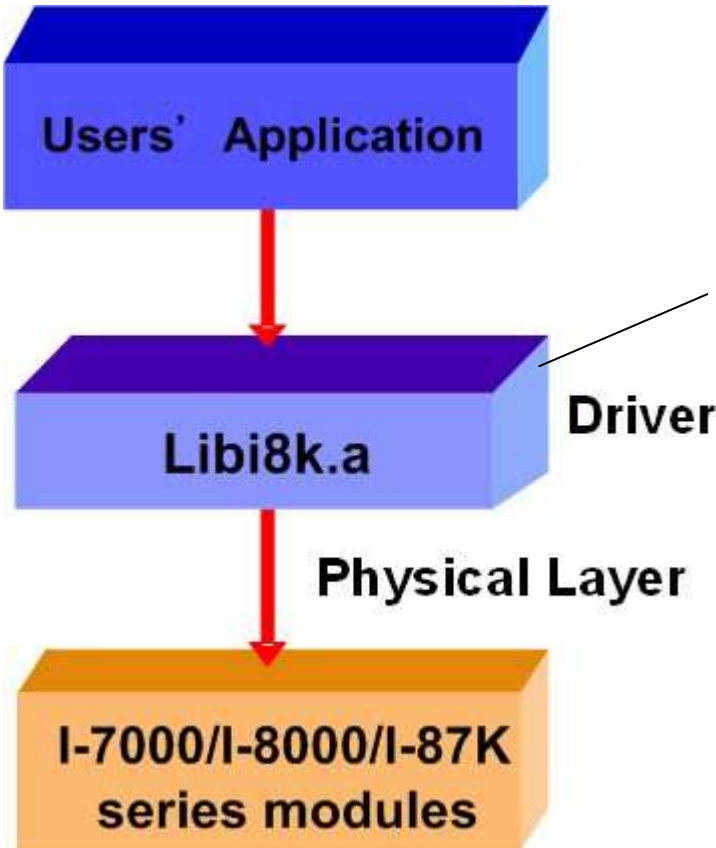 Users’ Application
Driver
Libi8k.a
Physical Layer
I-7000/I-8000/I-87K
series modules